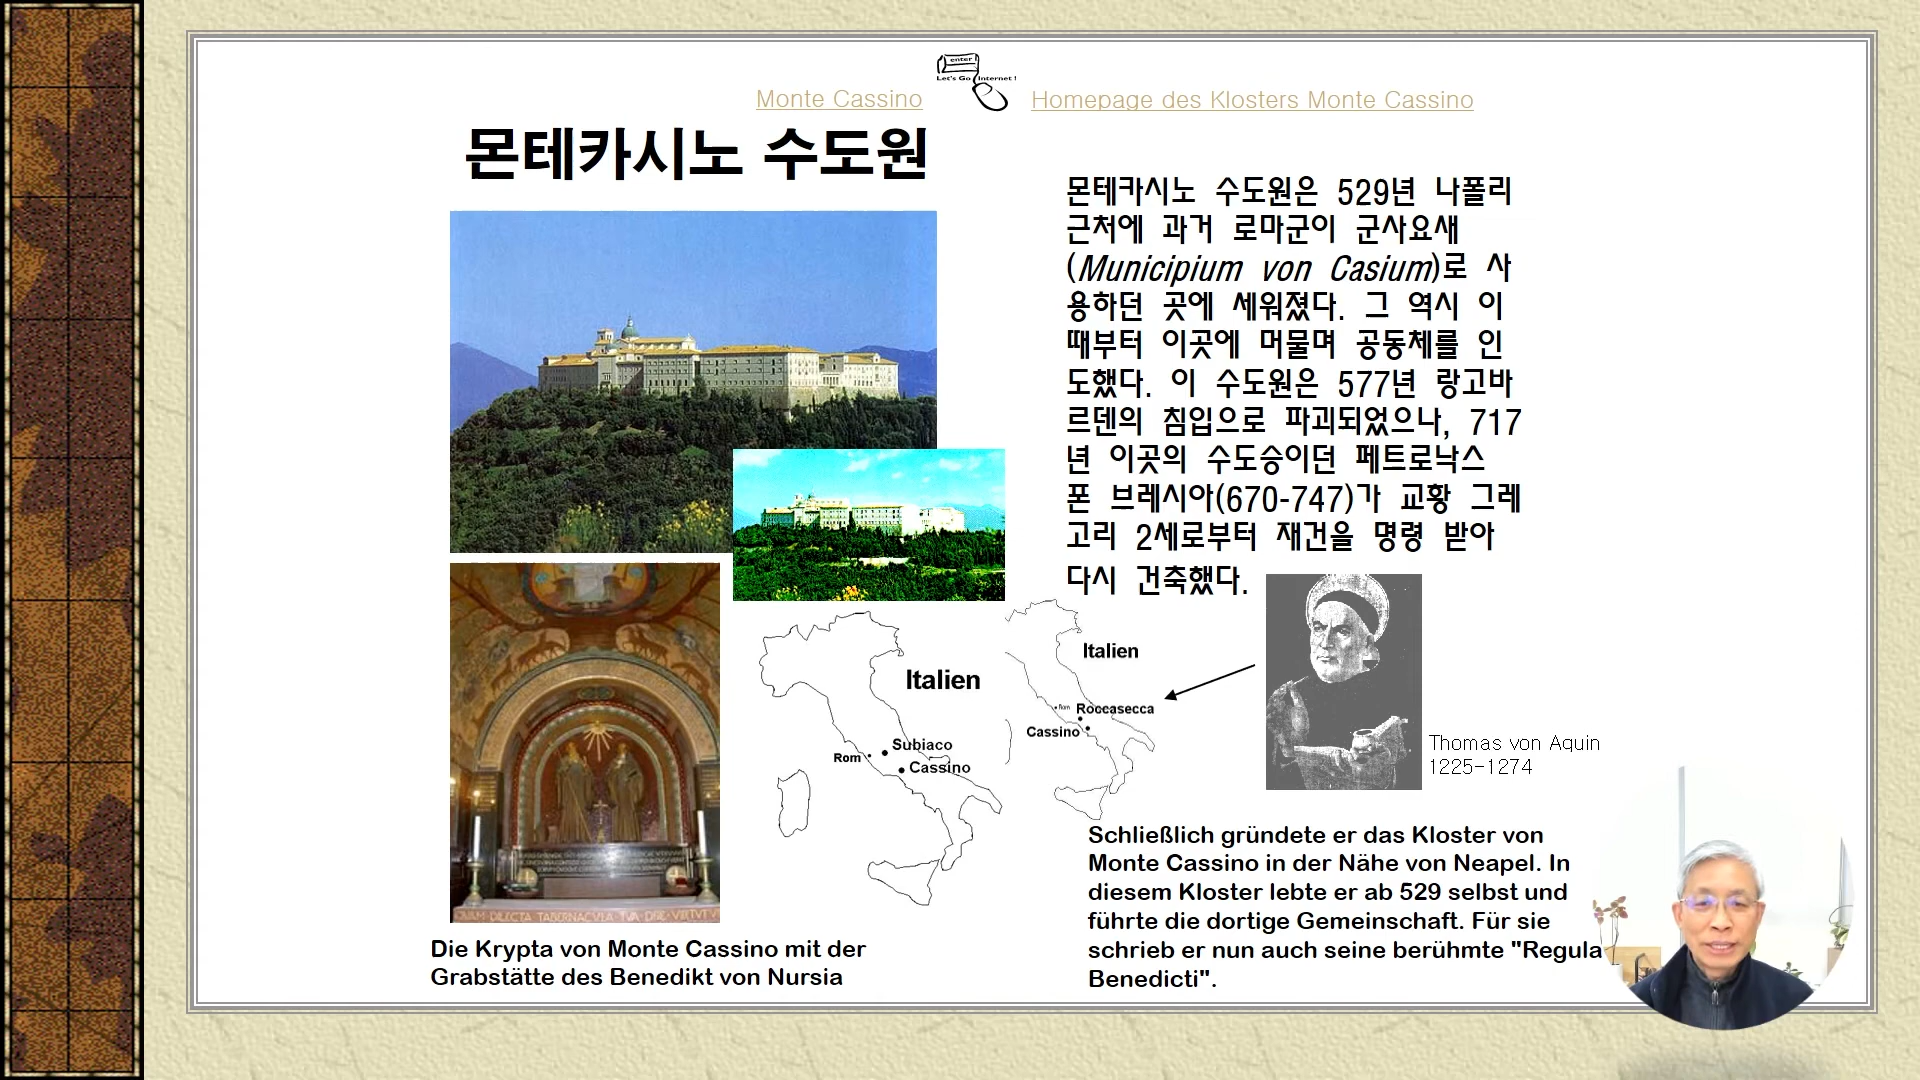 enter
Let's Go Internet !
Monte Cassino
Homepage des Klosters Monte Cassino
몬테카시노 수도원
몬테카시노 수도원은 529년 나폴리
근처에 과거 로마군이 군사요새
(Municipium von Casium)로 사
용하던 곳에 세워졌다. 그 역시 이
때부터 이곳에 머물며 공동체를 인
도했다. 이 수도원은 577년 랑고바
르덴의 침입으로 파괴되었으나, 717
년 이곳의 수도승이던 페트로낙스
폰 브레시아(670-747)가 교황 그레
고리 2세로부터 재건을 명령 받아
다시 건축했다.
Italien
Subiaco
Rom
Cassino
Italien
Rom
Roccasecca
Cassino
Thomas von Aquin
1225-1274
DILECTA TABERNACVLA TVA
Die Krypta von Monte Cassino mit der
Grabstätte des Benedikt von Nursia
Schließlich gründete er das Kloster von
Monte Cassino in der Nähe von Neapel. In
diesem Kloster lebte er ab 529 selbst und
führte die dortige Gemeinschaft. Für sie
schrieb er nun auch seine berühmte "Regula
Benedicti".